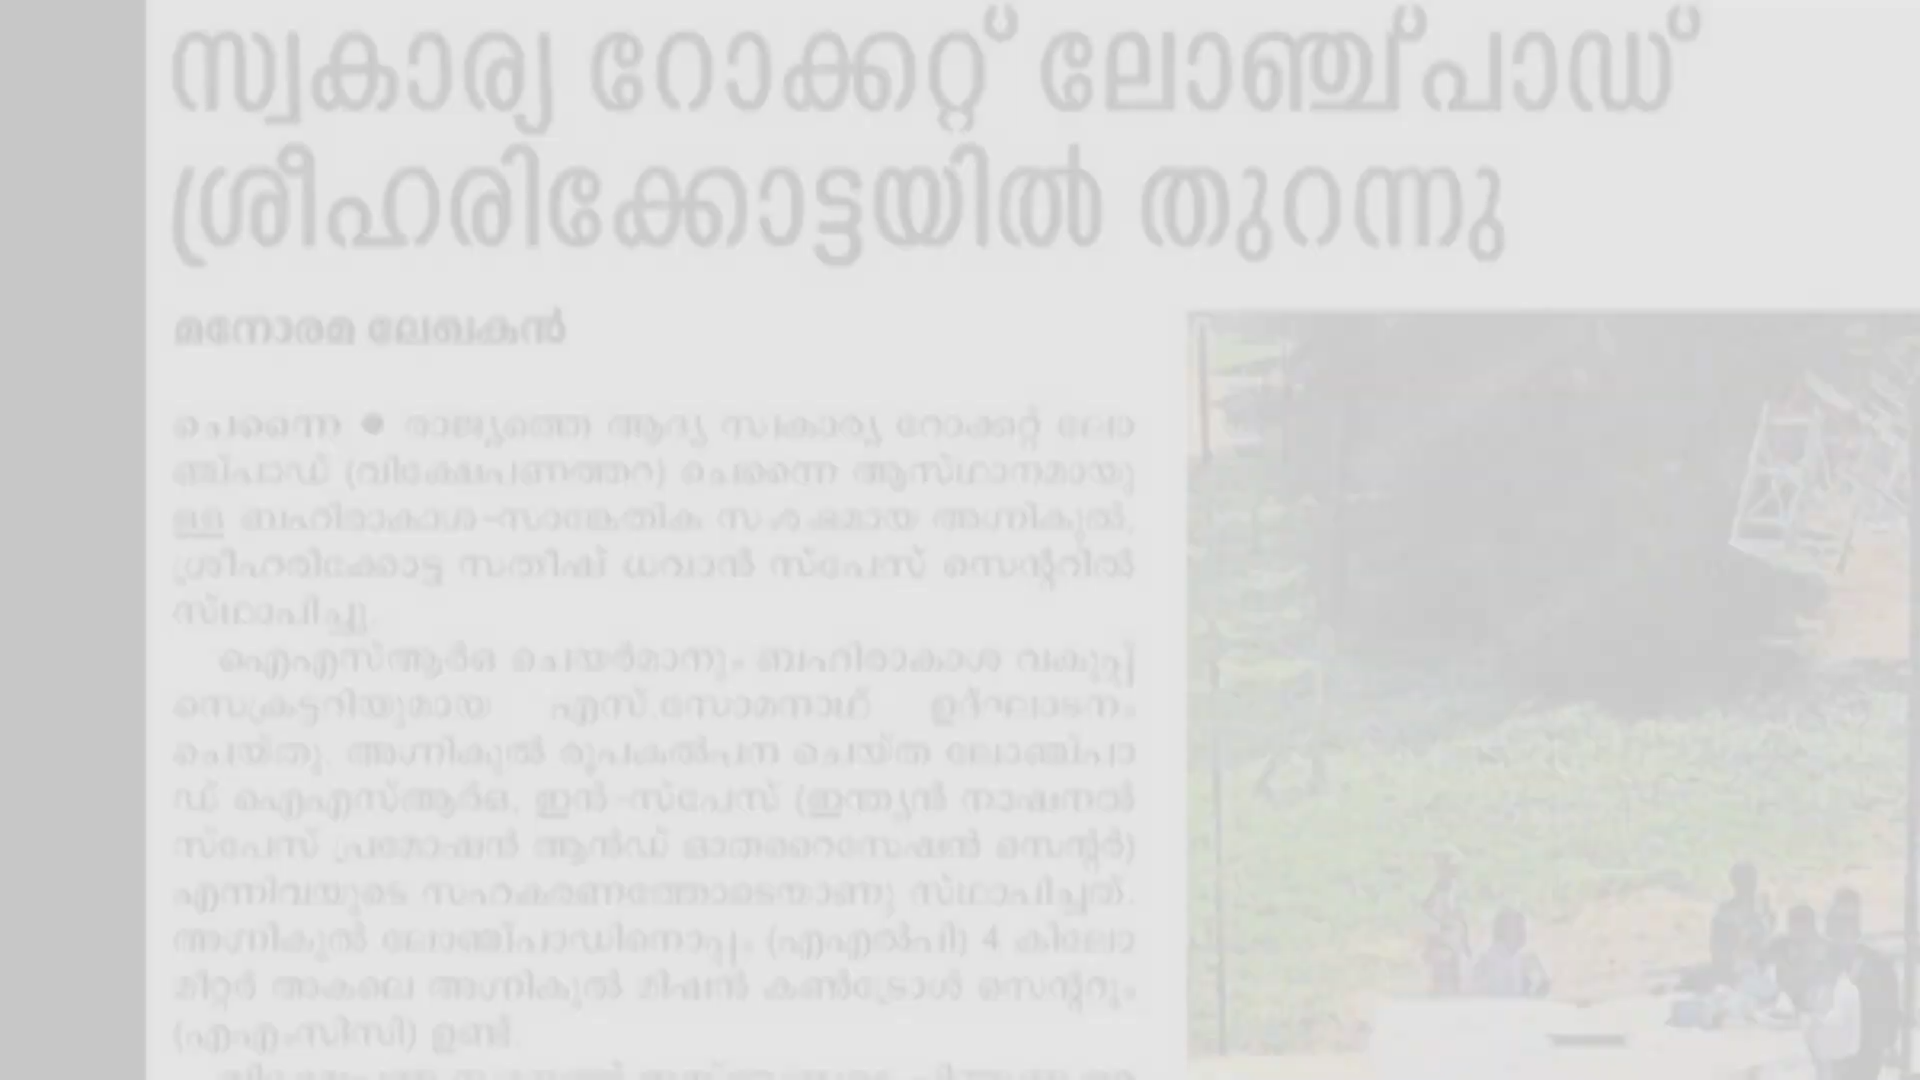 സ്വകാര്യ റോക്കറ്റ് ലോഞ്ച്പാഡ്
ശ്രീഹരിക്കോട്ടയിൽ തുറന്നു
മനോരമ ലേഖകൻ
ചെന്നൈ ● രാജ്യത്തെ ആദ്യ സ്വകാര്യ റോക്കറ്റ് ലോ
ഞ്ച്പാഡ് (വിക്ഷേപണത്തറ) ചെന്നൈ ആസ്ഥാനമായു
ള്ള ബഹിരാകാശ-സാങ്കേതിക സംരംഭമായ അഗ്നികുൽ,
ശ്രീഹരിക്കോട്ട സതീഷ് ധവാൻ സ്പേസ് സെന്ററിൽ
സ്ഥാപിച്ചു.
ഐഎസ്ആർഒ ചെയർമാനും ബഹിരാകാശ വകുപ്പ്
സെക്രട്ടറിയുമായ എസ്.സോമനാഥ് ഉദ്ഘാടനം
ചെയ്തു. അഗ്നികുൽ രൂപകൽപന ചെയ്ത ലോഞ്ച്പാ
ഡ് ഐഎസ്ആർഒ, ഇൻ-സ്പേസ് (ഇന്ത്യൻ നാഷനൽ
സ്പേസ് പ്രമോഷൻ ആൻഡ് ഓതറൈസേഷൻ സെന്റർ)
എന്നിവയുടെ സഹകരണത്തോടെയാണു സ്ഥാപിച്ചത്.
അഗ്നികുൽ ലോഞ്ച്പാഡിനൊപ്പം (എഎൽപി) 4 കിലോ
മീറ്റർ അകലെ അഗ്നികുൽ മിഷൻ കൺട്രോൾ സെന്ററും
(എഎംസിസി) ഉണ്ട്.